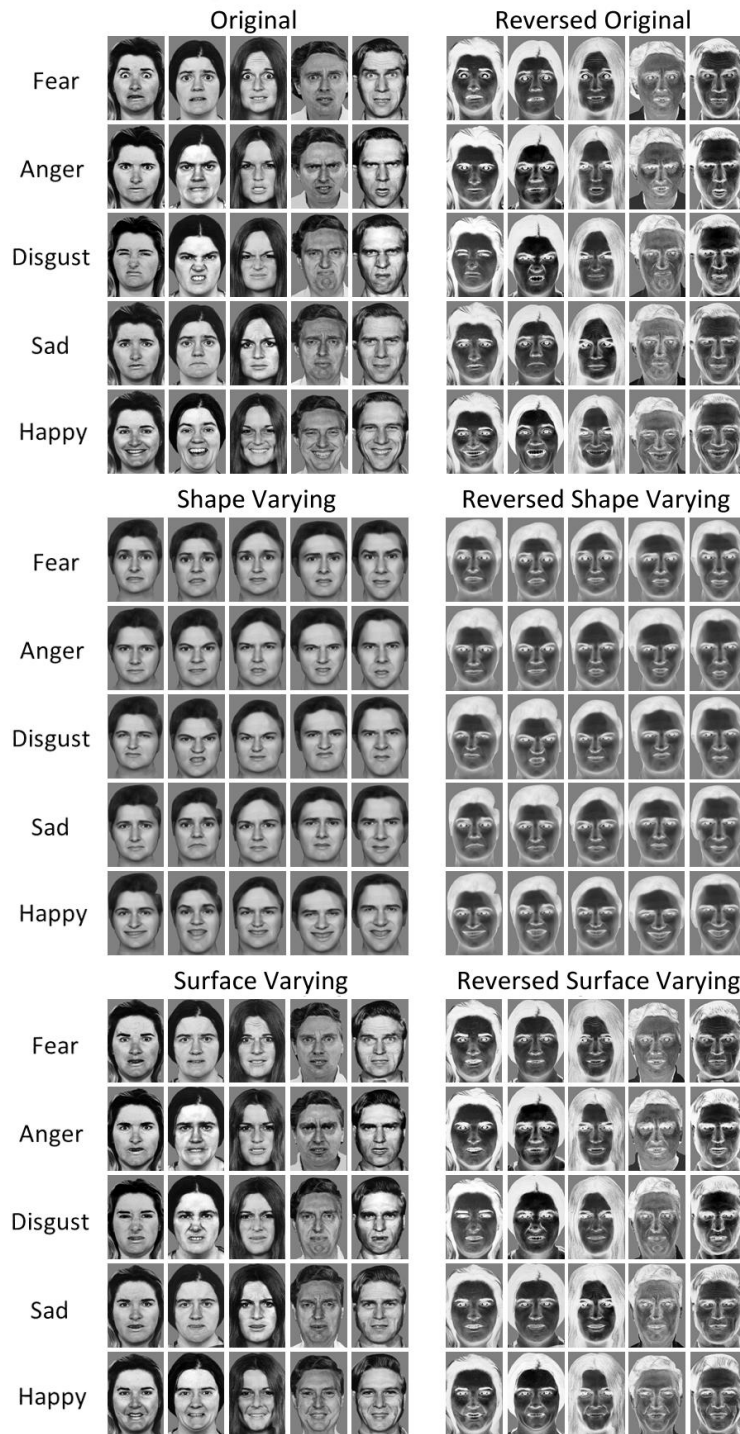 Original Reversed Original
Fear
Anger
Disgust
Sad
Happy
Shape Varying Reversed Shape Varying
Fear
Anger
Disgust
Sad
Happy
Surface Varying Reversed Surface Varying
Fear
Anger
Disgust
Sad
Happy